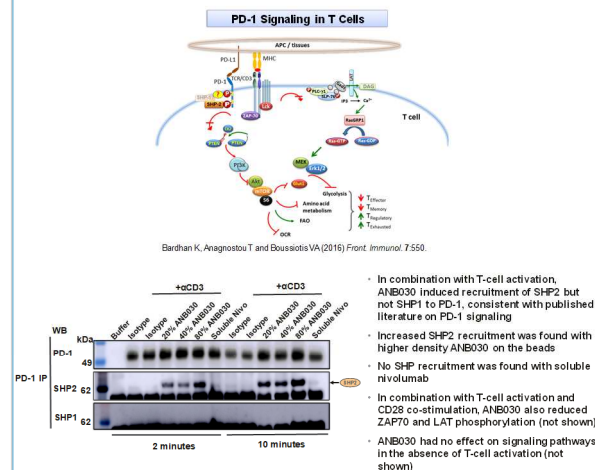 PD-1 Signaling in T Cells
APC / tissues
PD-L1
MHC
PD-1
TCR/CD3
SHP-2
ZAP-70
Lck
PLC-γ1
SLP-76
LAT
DAG
IP3
Ca²⁺
T cell
RasGRP1
Ras-GTP
Ras-GDP
PTEN
PTEN
PI3K
MEK
Erk1/2
Akt
mTOR
S6
Glycolysis
Amino acid
metabolism
FAO
OCR
T Effector
T Memory
T Regulatory
T Exhausted
Bardhan K, Anagnostou T and Boussiotis VA (2016) Front. Immunol. 7:550.
+αCD3
+αCD3
Buffer
Isotype
Isotype
20% ANB030
40% ANB030
80% ANB030
Soluble Nivo
Isotype
Isotype
20% ANB030
40% ANB030
80% ANB030
Soluble Nivo
WB
kDa
PD-1
49
PD-1 IP
SHP2
62
SHP2
SHP1
62
2 minutes
10 minutes
• In combination with T-cell activation,
ANB030 induced recruitment of SHP2 but
not SHP1 to PD-1, consistent with published
literature on PD-1 signaling
• Increased SHP2 recruitment was found with
higher density ANB030 on the beads
• No SHP recruitment was found with soluble
nivolumab
• In combination with T-cell activation and
CD28 co-stimulation, ANB030 also reduced
ZAP70 and LAT phosphorylation (not shown)
• ANB030 had no effect on signaling pathways
in the absence of T-cell activation (not
shown)